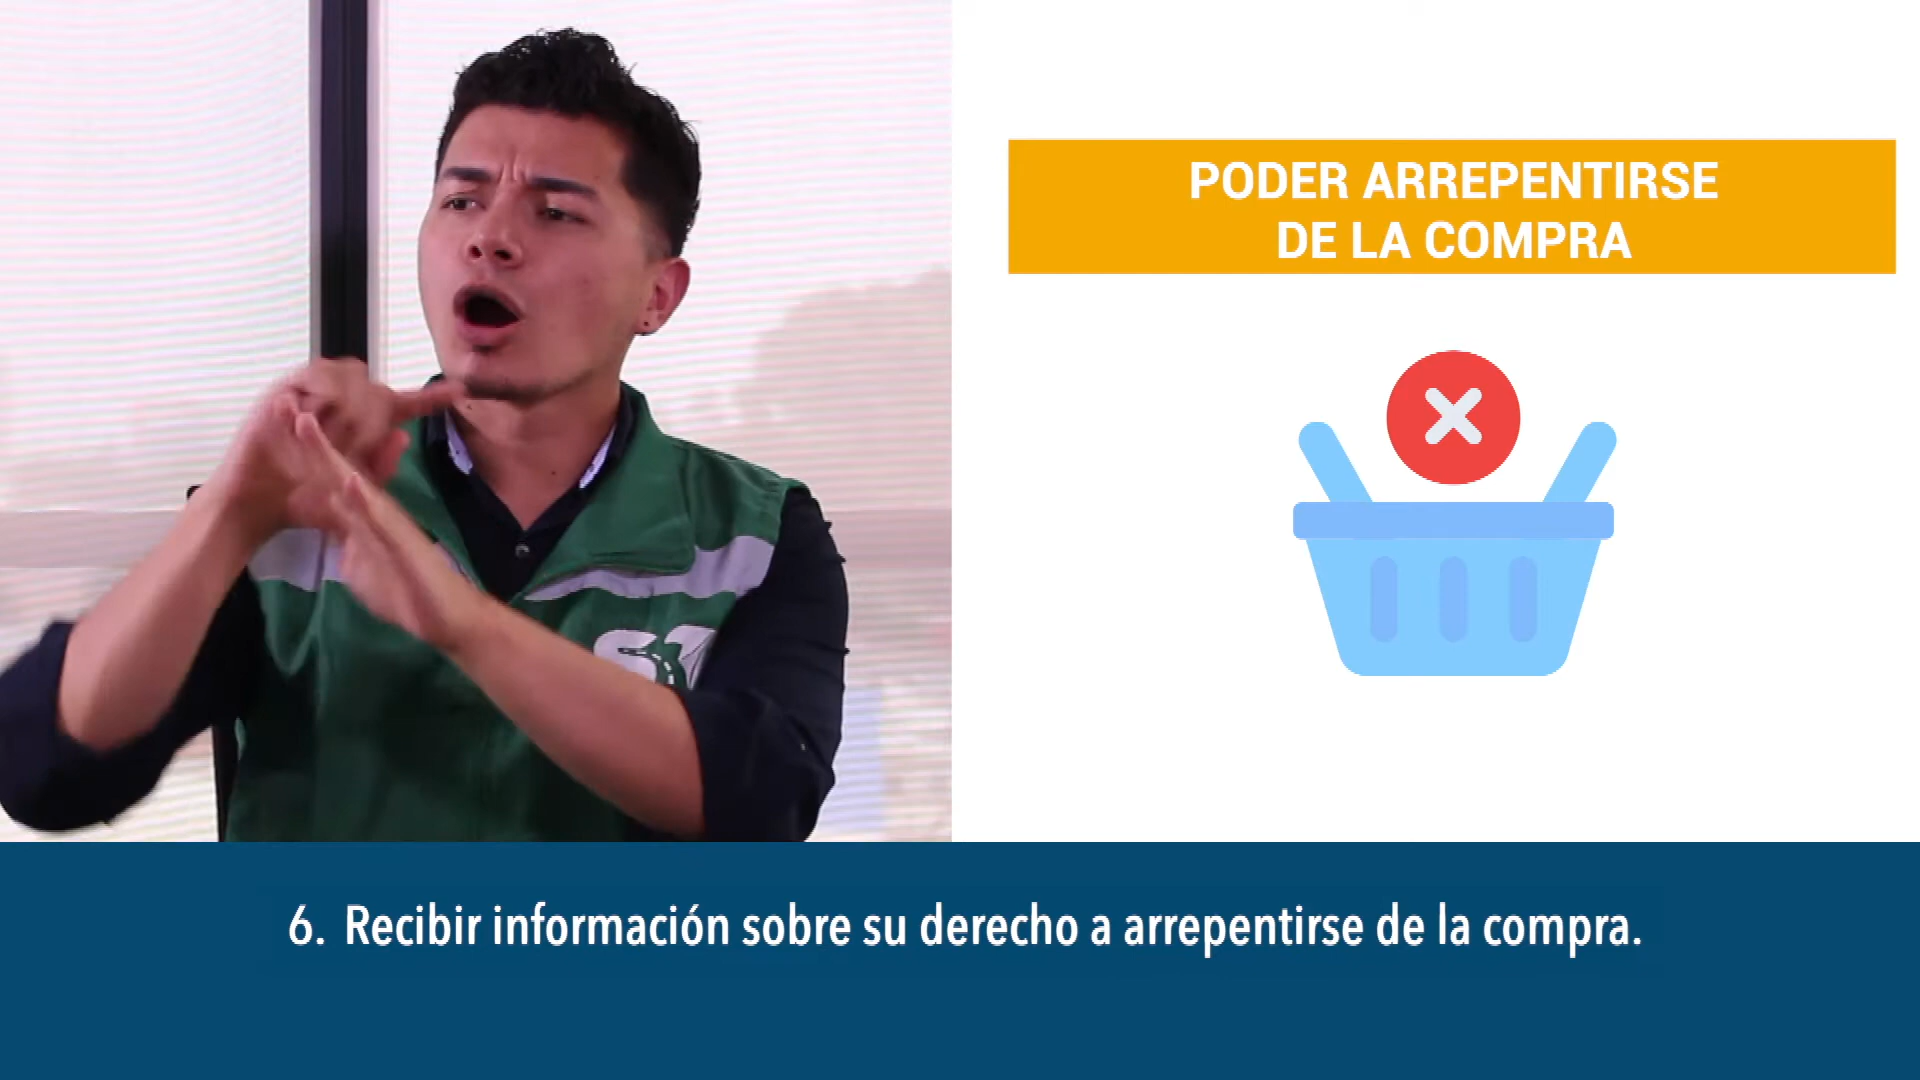 PODER ARREPENTIRSE
DE LA COMPRA
6. Recibir información sobre su derecho a arrepentirse de la compra.